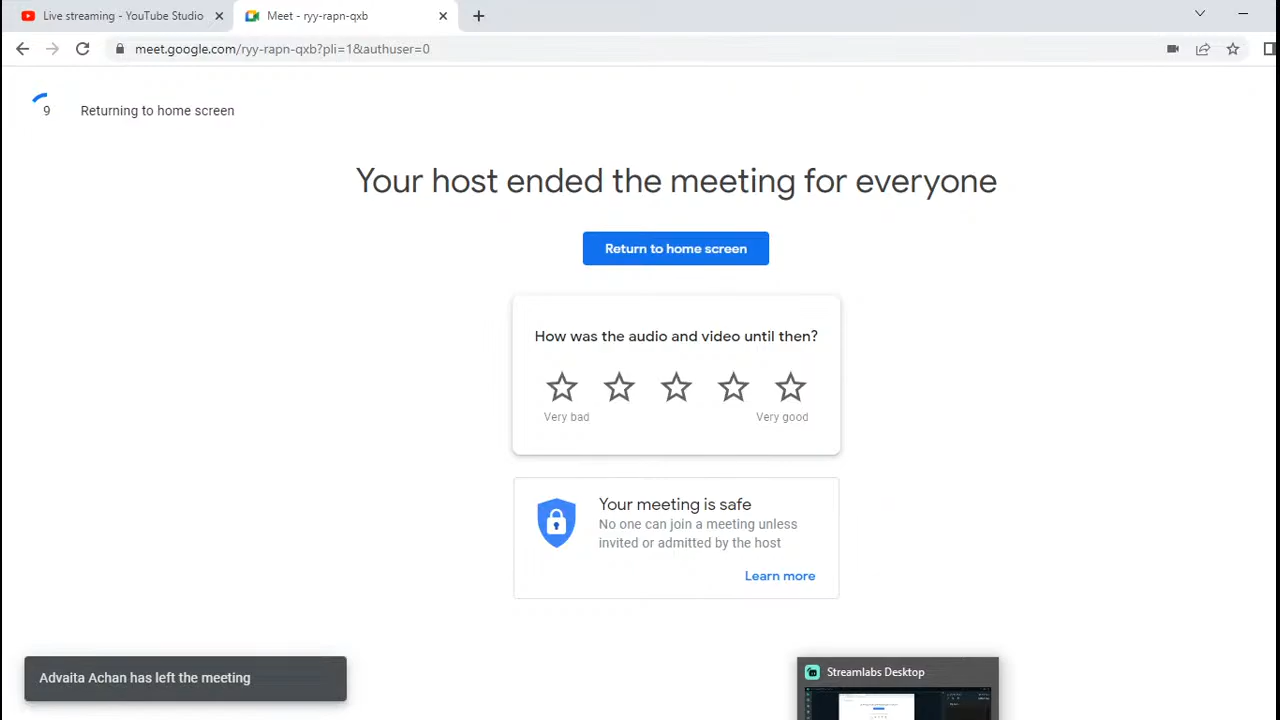 Live streaming - YouTube Studio
Meet - ryy-rapn-qxb
meet.google.com/ryy-rapn-qxb?pli=1&authuser=0
9 Returning to home screen
Your host ended the meeting for everyone
Return to home screen
How was the audio and video until then?
Very bad
Very good
Your meeting is safe
No one can join a meeting unless
invited or admitted by the host
Learn more
Advaita Achan has left the meeting
Streamlabs Desktop